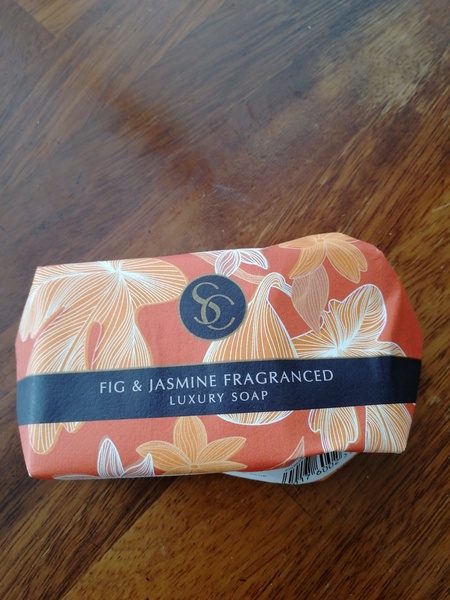 SC
FIG & JASMINE FRAGRANCED
LUXURY SOAP